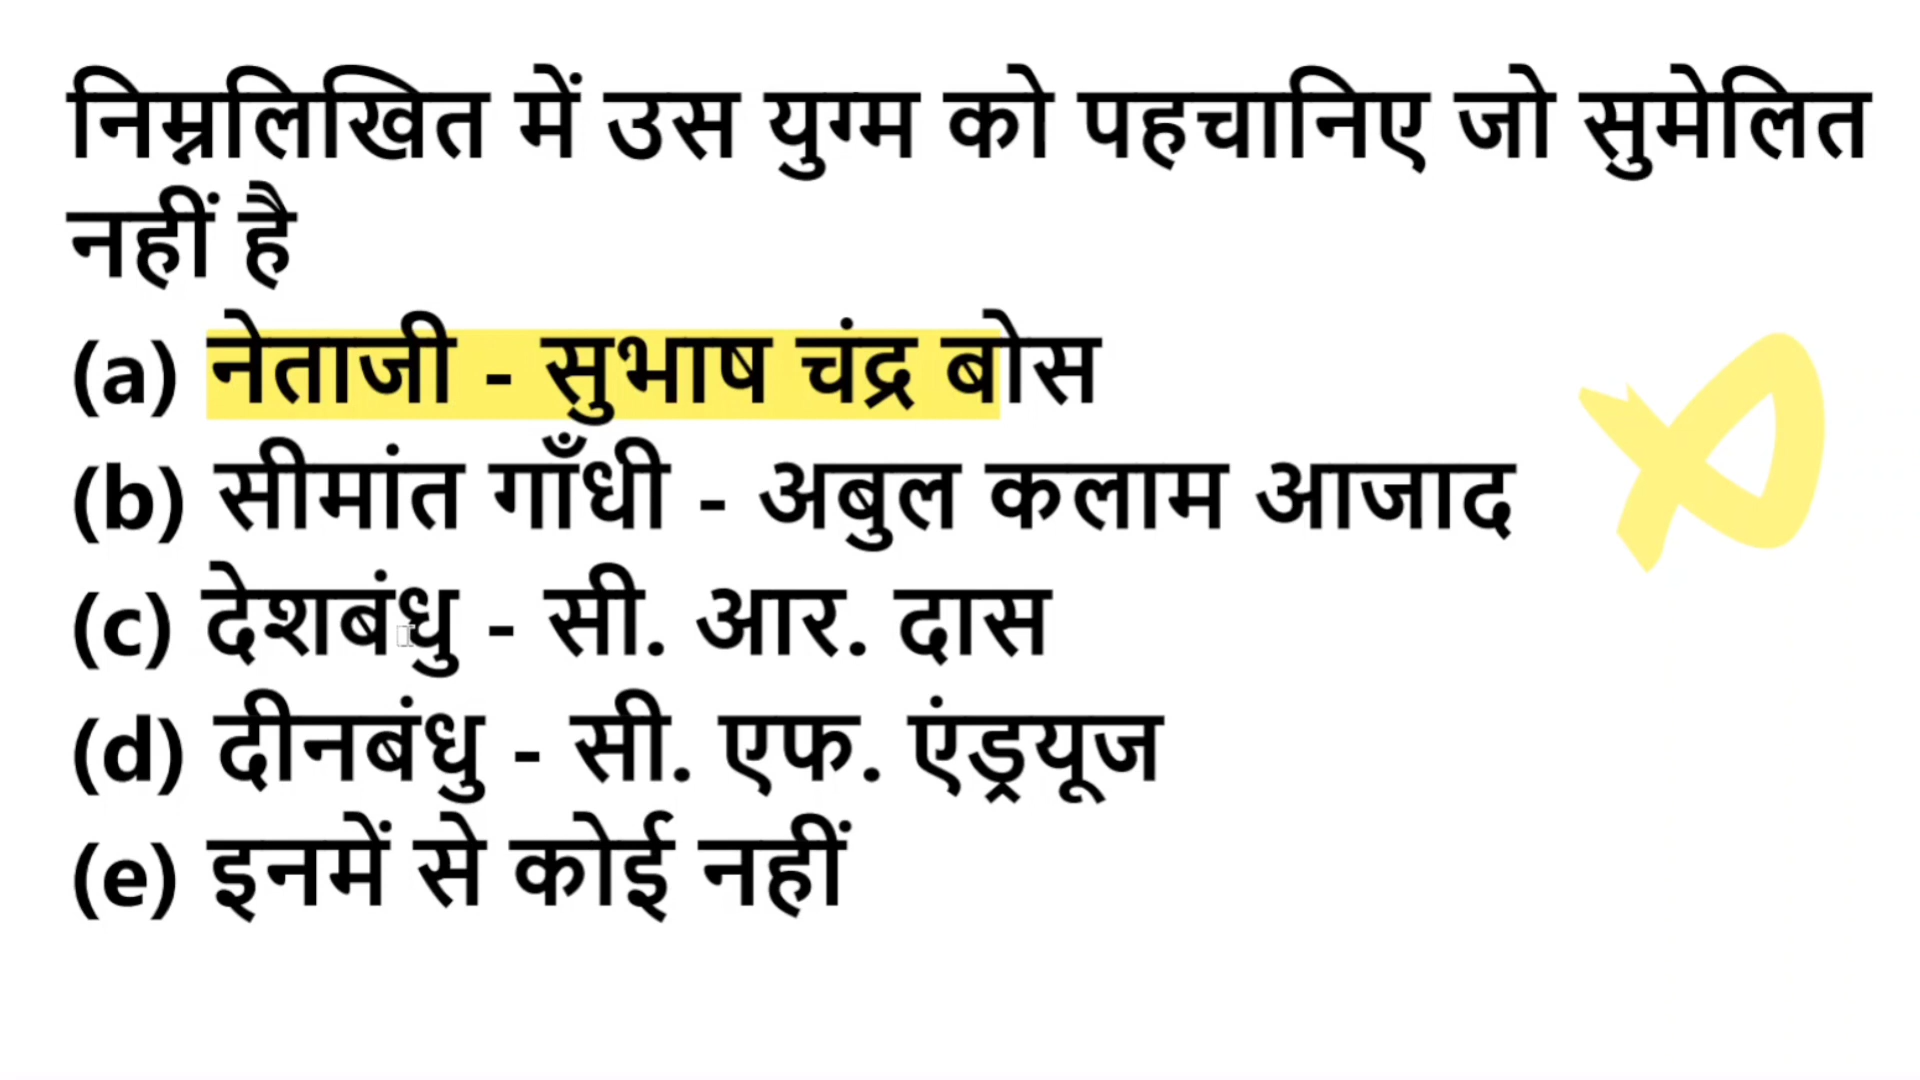 निम्नलिखित में उस युग्म को पहचानिए जो सुमेलित
नहीं है
(a) नेताजी - सुभाष चंद्र बोस
(b) सीमांत गाँधी - अबुल कलाम आजाद
(c) देशबंधु - सी. आर. दास
(d) दीनबंधु - सी. एफ. एंड्रयूज
(e) इनमें से कोई नहीं